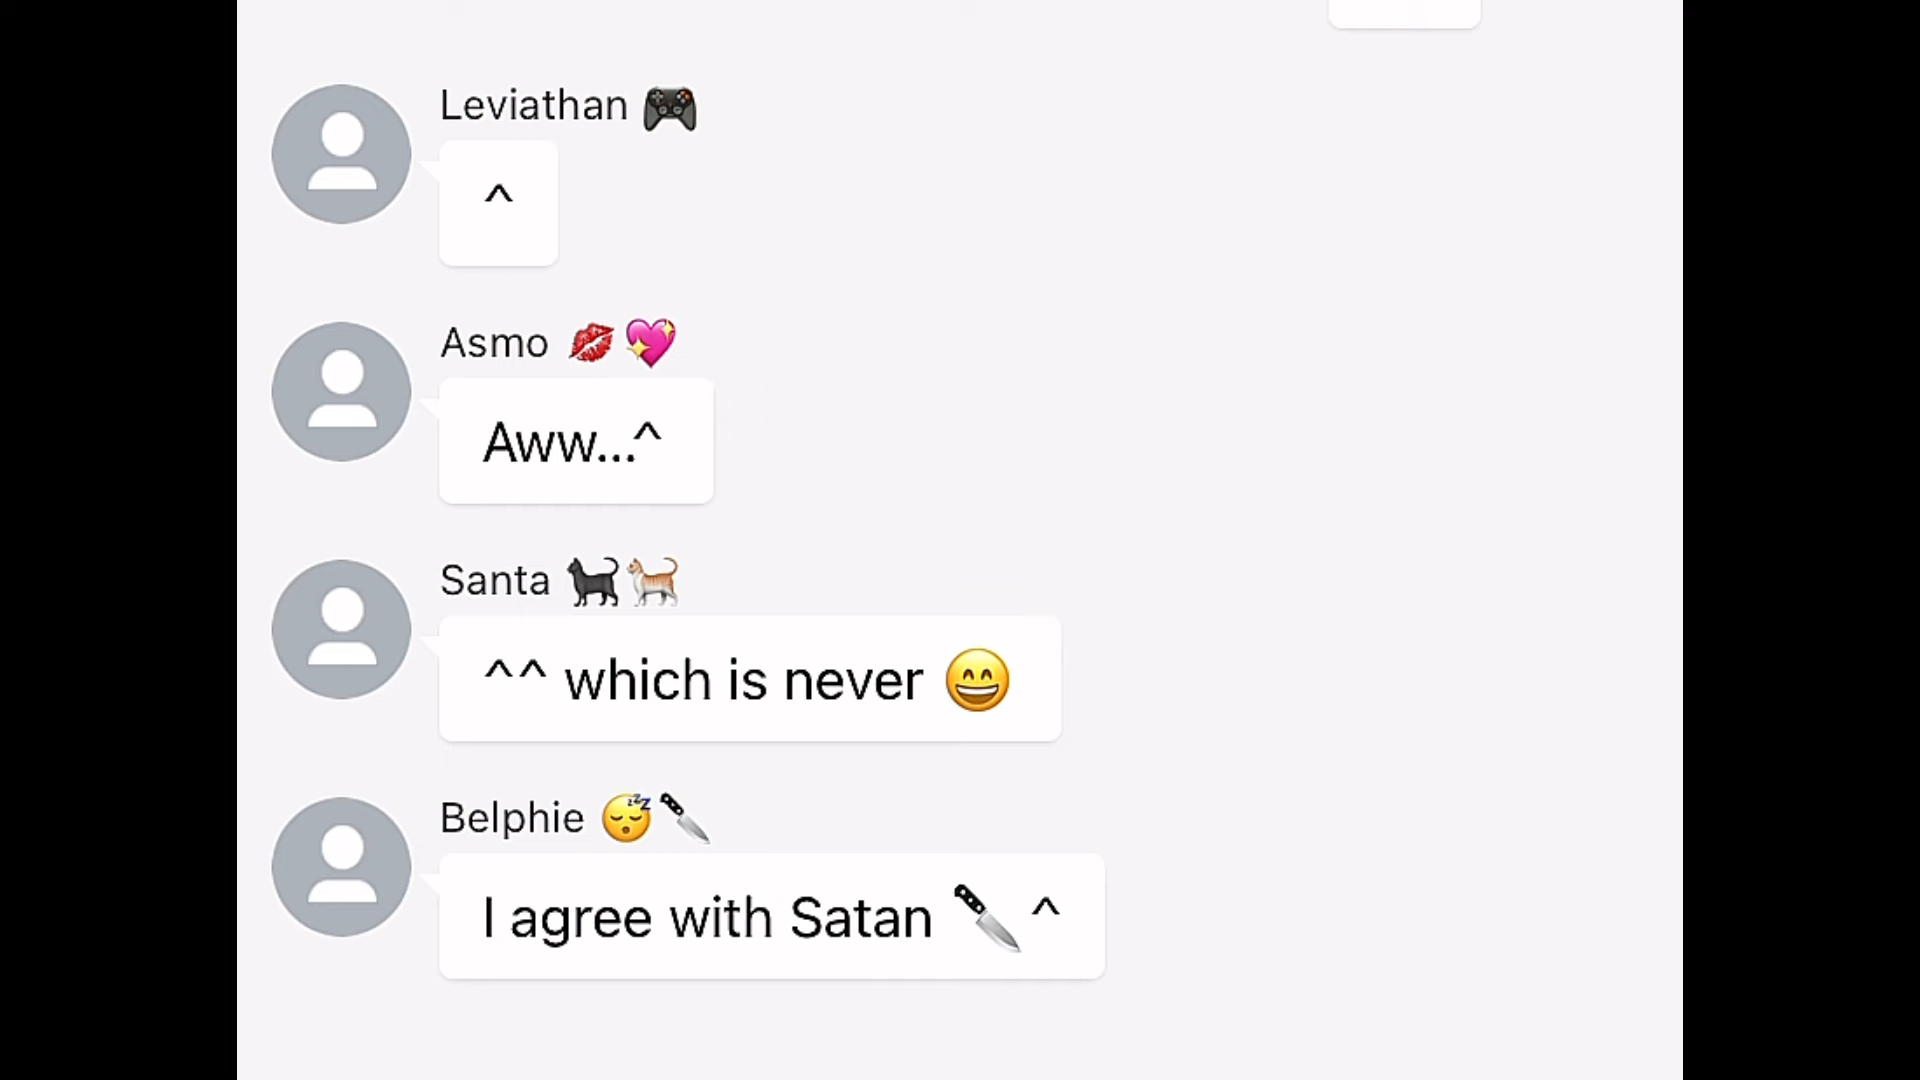 Leviathan 🎮
^
Asmo 💋💖
Aww...^
Santa 🐈‍⬛🐈
^^ which is never 😄
Belphie 😴🔪
I agree with Satan 🔪^